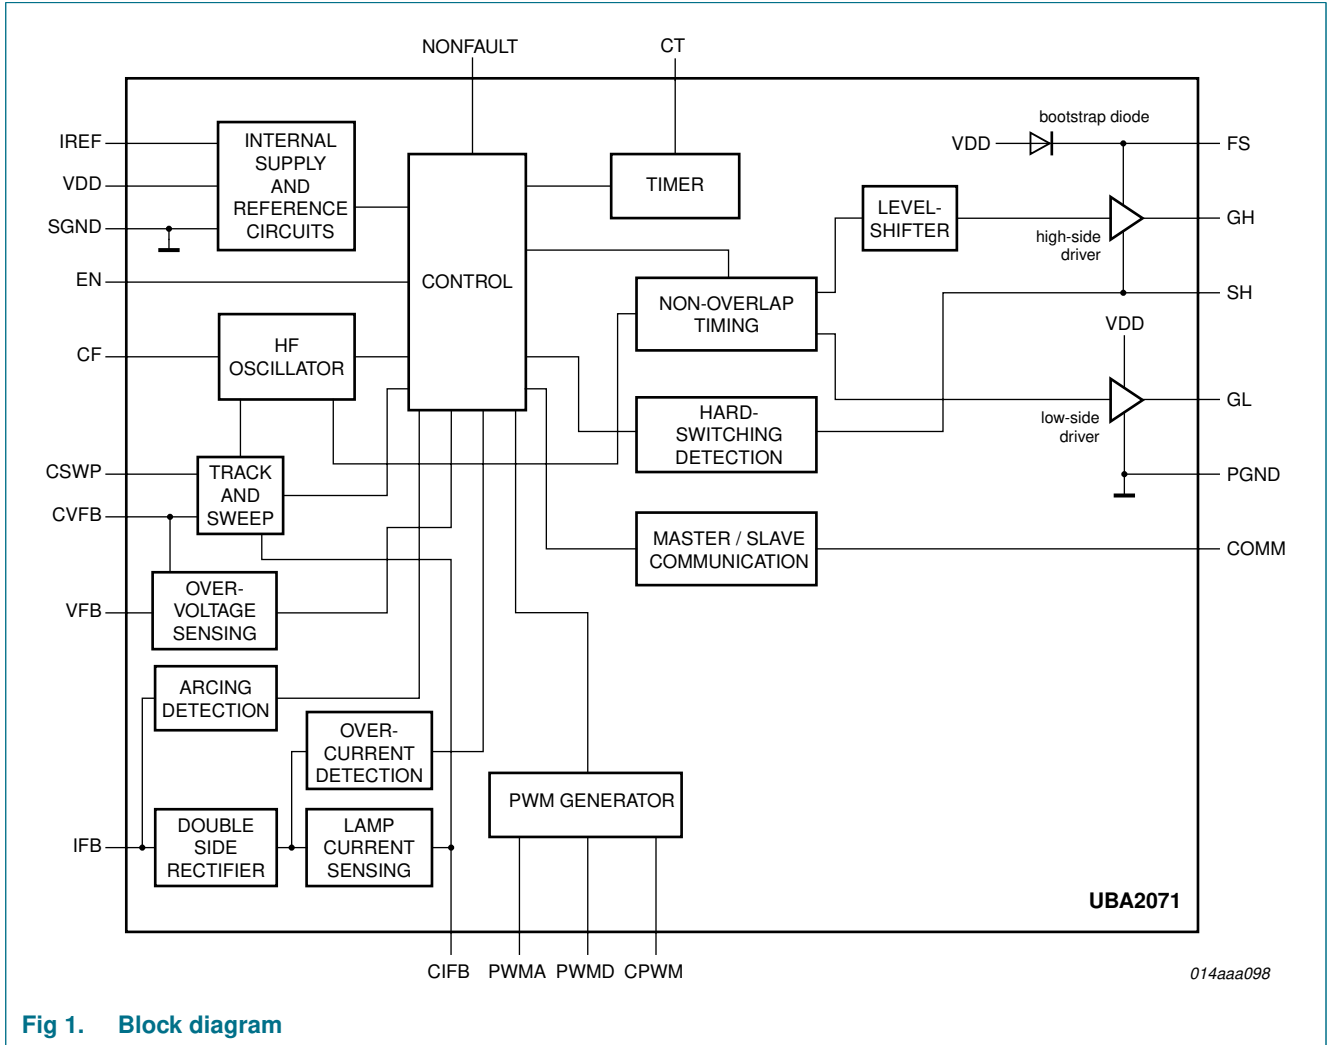 NONFAULT
CT
IREF
VDD
SGND
EN
CF
CSWP
CVFB
VFB
IFB
INTERNAL
SUPPLY
AND
REFERENCE
CIRCUITS
HF
OSCILLATOR
TRACK
AND
SWEEP
OVER-
VOLTAGE
SENSING
ARCING
DETECTION
OVER-
CURRENT
DETECTION
DOUBLE
SIDE
RECTIFIER
LAMP
CURRENT
SENSING
CONTROL
TIMER
NON-OVERLAP
TIMING
HARD-
SWITCHING
DETECTION
MASTER / SLAVE
COMMUNICATION
PWM GENERATOR
LEVEL-
SHIFTER
bootstrap diode
VDD
high-side
driver
VDD
low-side
driver
FS
GH
SH
GL
PGND
COMM
UBA2071
CIFB
PWMA
PWMD
CPWM
014aaa098
Fig 1. Block diagram